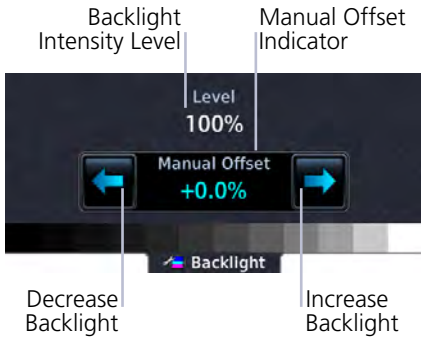 Backlight
Intensity Level
Manual Offset
Indicator
Level
100%
Manual Offset
+0.0%
Backlight
Decrease
Backlight
Increase
Backlight